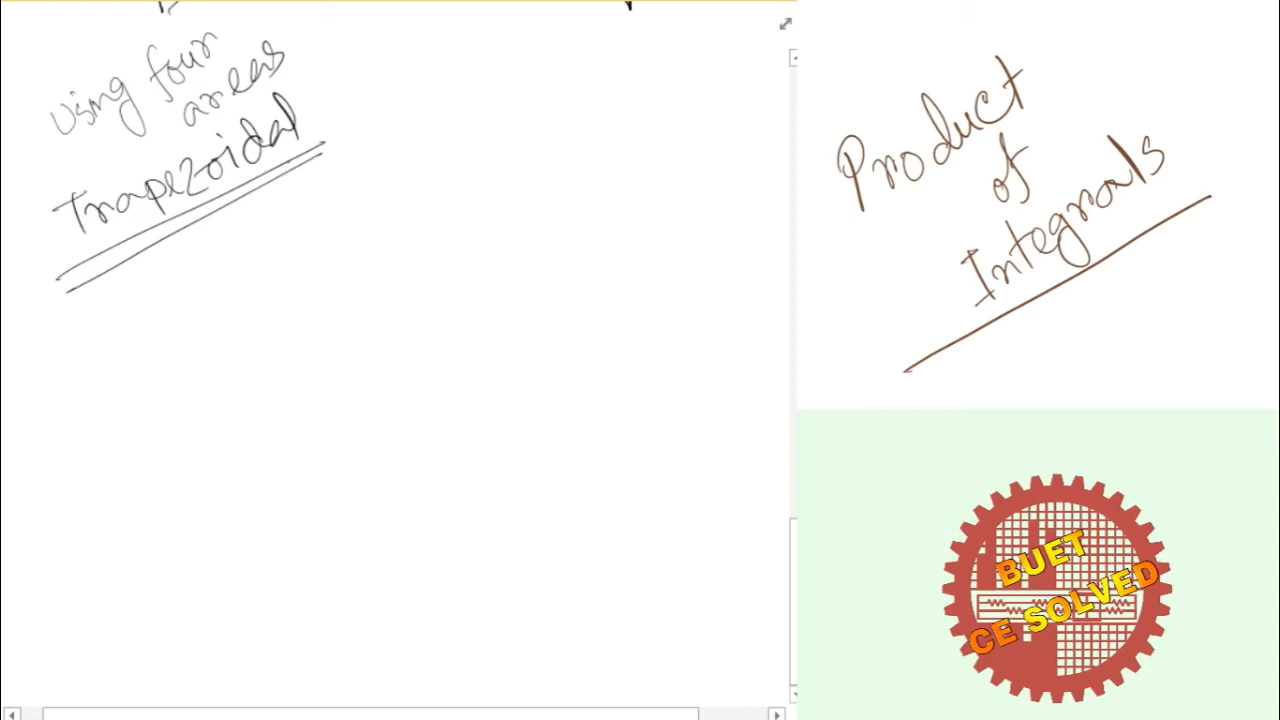 Using four
areas
Trapezoidal
Product
of
Integrals
BUET
CE SOLVED